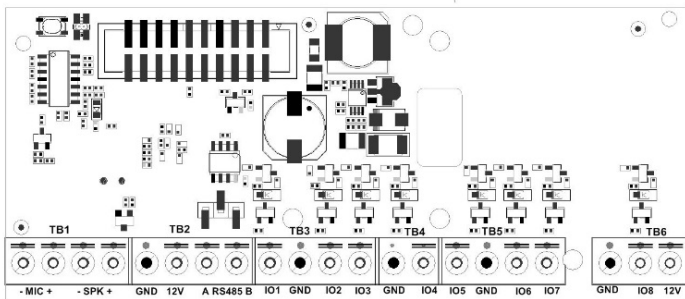 TB1 TB2 TB3 TB4 TB5 TB6
- MIC + - SPK + GND 12V A RS485 B IO1 GND IO2 IO3 GND IO4 IO5 GND IO6 IO7 GND IO8 12V